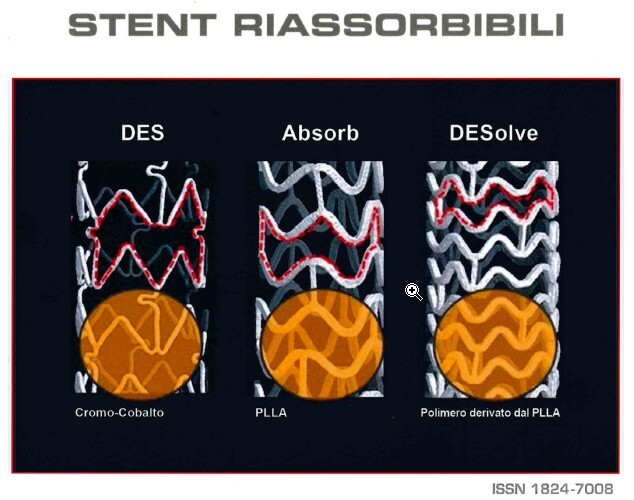 STENT RIASSORBIBILI
DES Absorb DESolve
Cromo-Cobalto PLLA Polimero derivato dal PLLA
ISSN 1824-7008